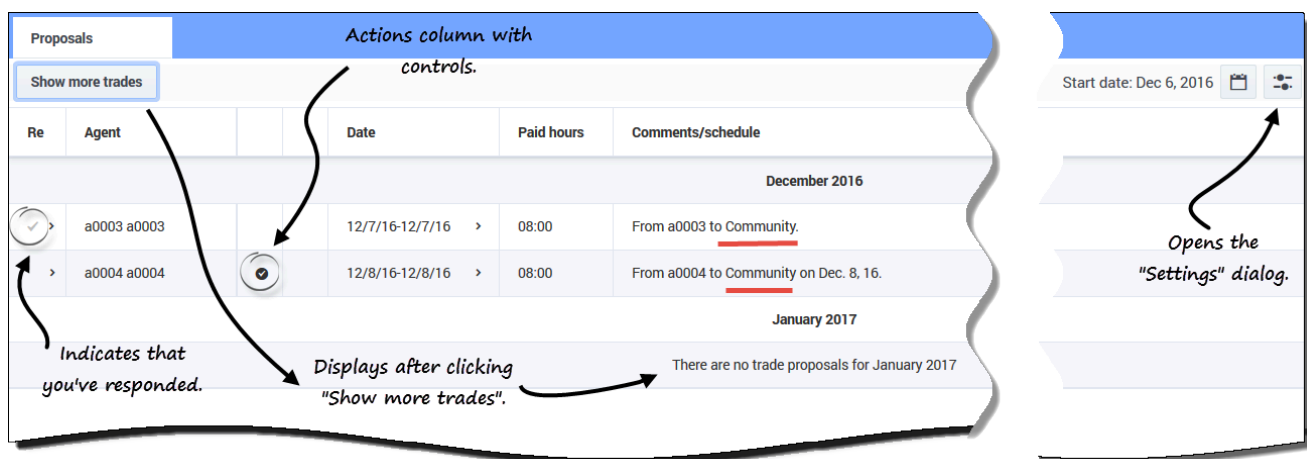 Proposals
Actions column with
controls.
Show more trades
Start date: Dec 6, 2016
Re Agent Date Paid hours Comments/schedule
December 2016
a0003 a0003 12/7/16-12/7/16 08:00 From a0003 to Community.
a0004 a0004 12/8/16-12/8/16 08:00 From a0004 to Community on Dec. 8, 16.
Opens the
"Settings" dialog.
January 2017
Indicates that
you've responded.
Displays after clicking
"Show more trades".
There are no trade proposals for January 2017